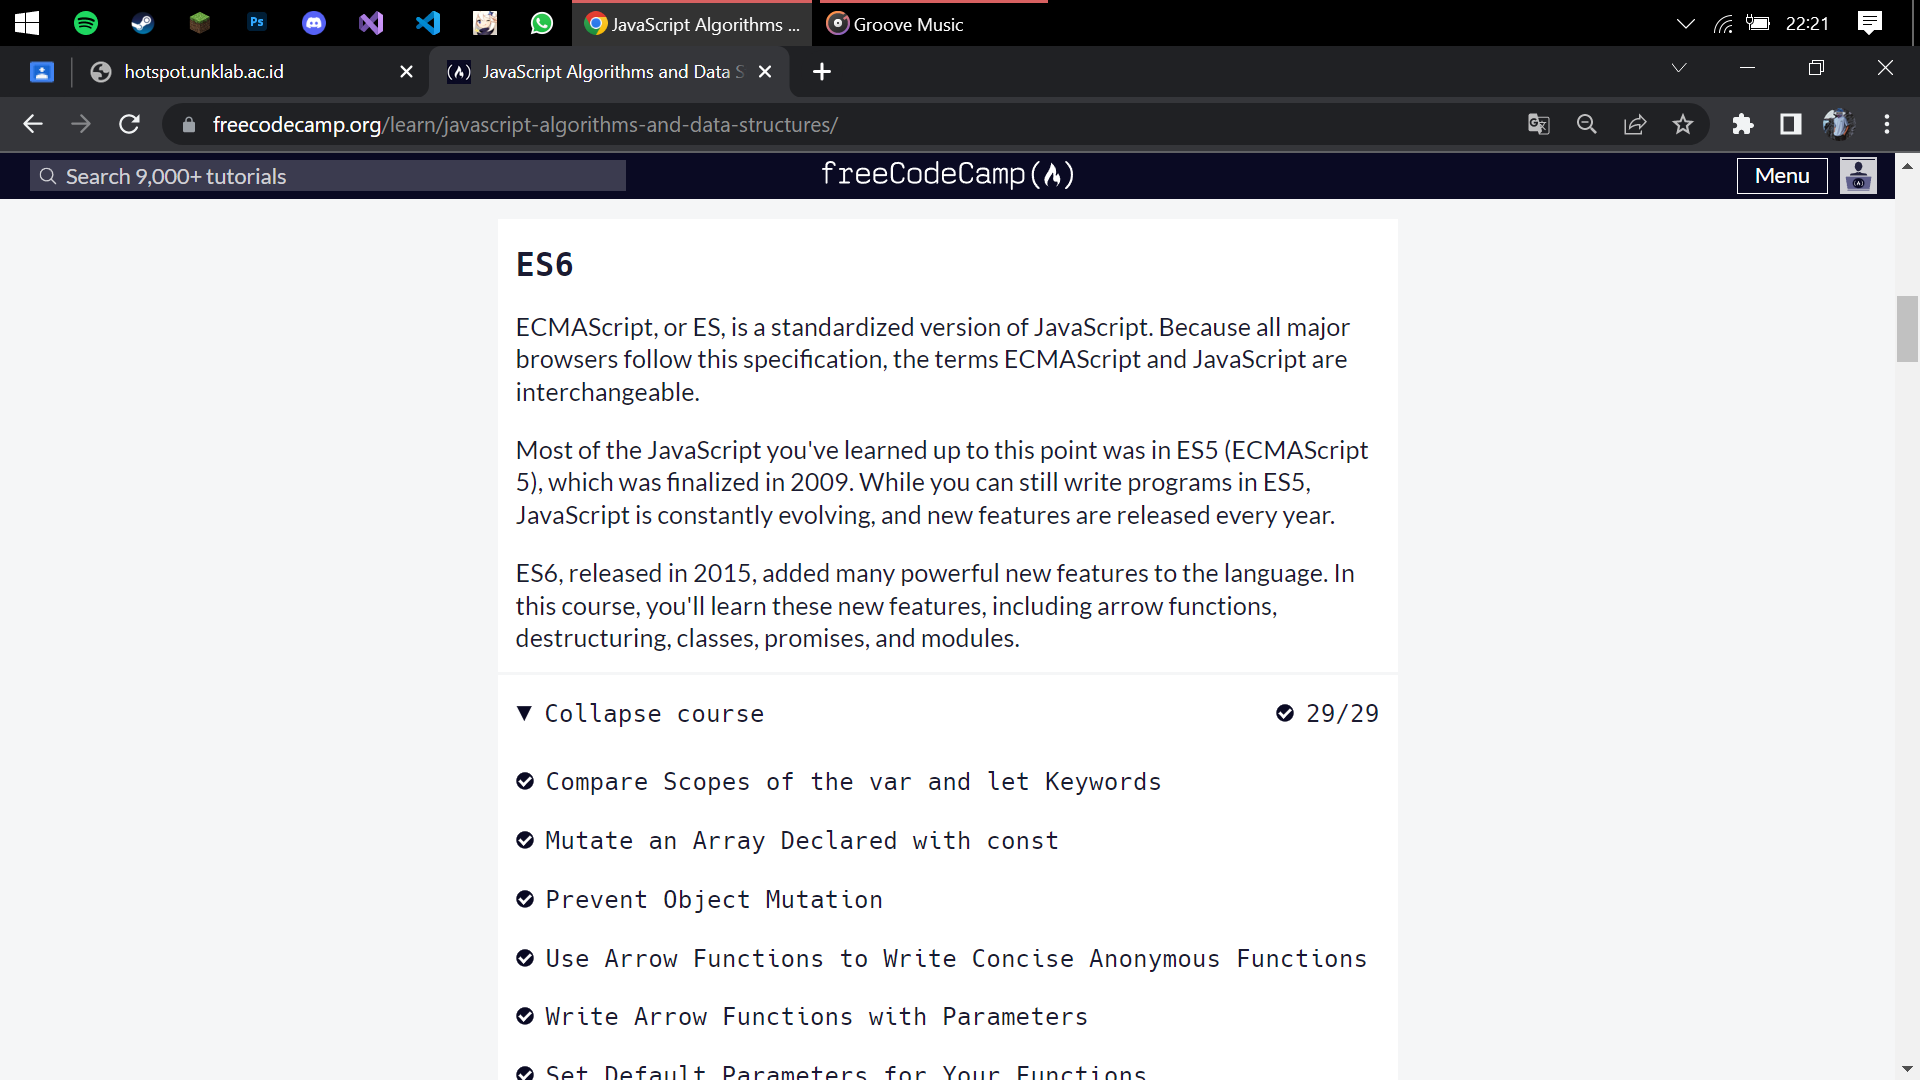 Ps
JavaScript Algorithms ...
Groove Music
22:21
hotspot.unklab.ac.id
JavaScript Algorithms and Data S
freecodecamp.org/learn/javascript-algorithms-and-data-structures/
Search 9,000+ tutorials
freeCodeCamp(
Menu
ES6
ECMAScript, or ES, is a standardized version of JavaScript. Because all major
browsers follow this specification, the terms ECMAScript and JavaScript are
interchangeable.
Most of the JavaScript you've learned up to this point was in ES5 (ECMAScript
5), which was finalized in 2009. While you can still write programs in ES5,
JavaScript is constantly evolving, and new features are released every year.
ES6, released in 2015, added many powerful new features to the language. In
this course, you'll learn these new features, including arrow functions,
destructuring, classes, promises, and modules.
Collapse course
29/29
Compare Scopes of the var and let Keywords
Mutate an Array Declared with const
Prevent Object Mutation
Use Arrow Functions to Write Concise Anonymous Functions
Write Arrow Functions with Parameters
Set Default Parameters for Your Functions